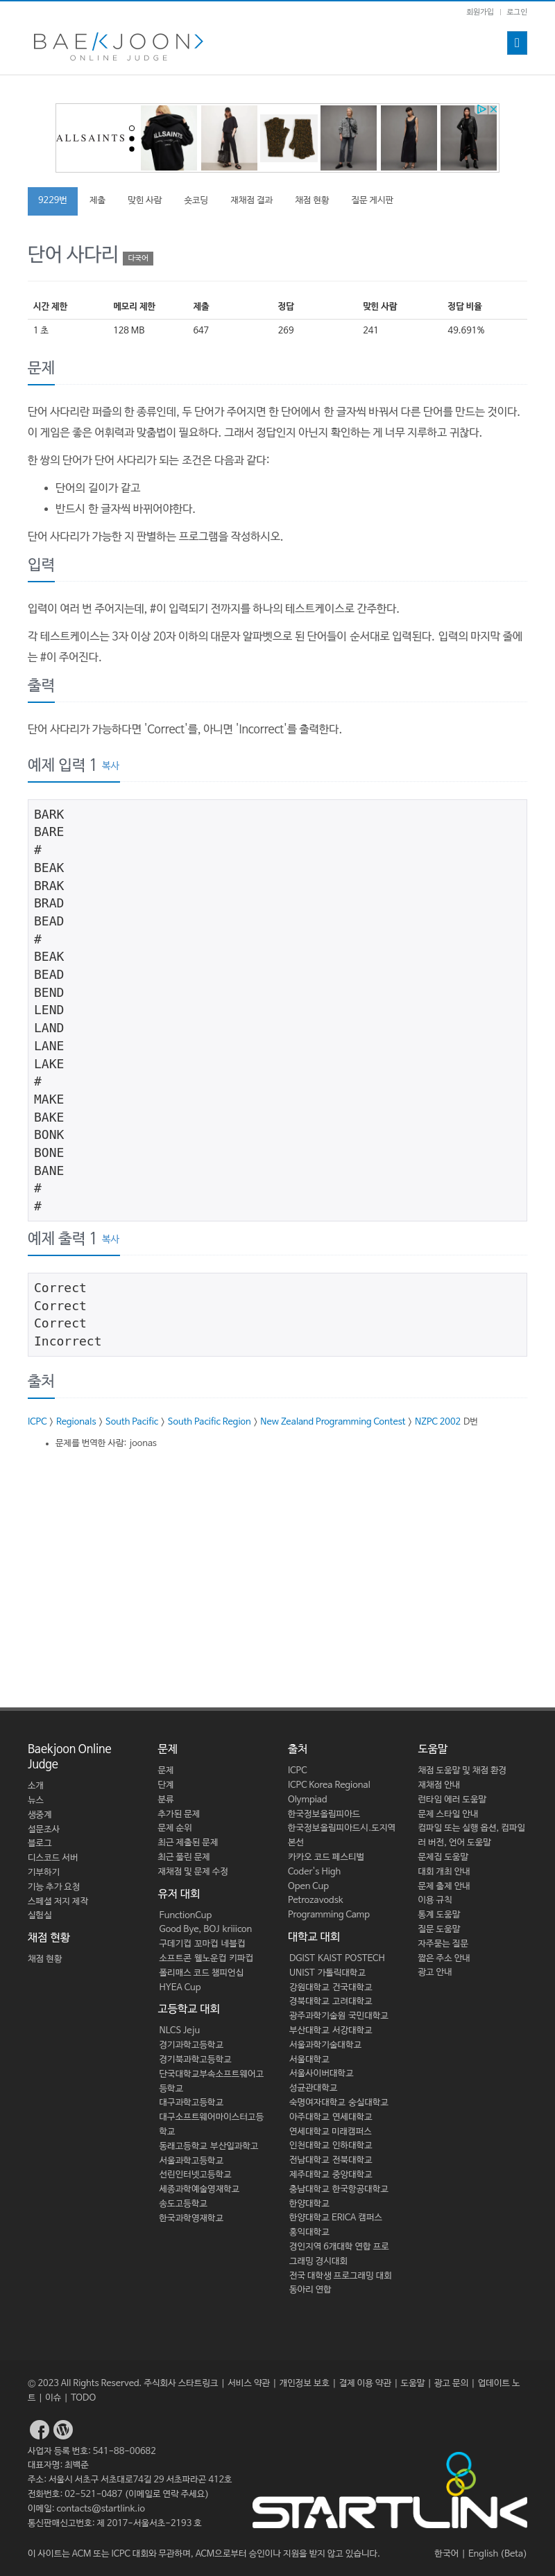 회원가입 | 로그인
BAEKJOON
ONLINE JUDGE
ALLSAINTS
ALLSAINTS
9229번 제출 맞힌 사람 숏코딩 재채점 결과 채점 현황 질문 게시판
단어 사다리 다국어
시간 제한 메모리 제한 제출 정답 맞힌 사람 정답 비율
1 초 128 MB 647 269 241 49.691%
문제
단어 사다리란 퍼즐의 한 종류인데, 두 단어가 주어지면 한 단어에서 한 글자씩 바꿔서 다른 단어를 만드는 것이다.
이 게임은 좋은 어휘력과 맞춤법이 필요하다. 그래서 정답인지 아닌지 확인하는 게 너무 지루하고 귀찮다.
한 쌍의 단어가 단어 사다리가 되는 조건은 다음과 같다:
• 단어의 길이가 같고
• 반드시 한 글자씩 바뀌어야한다.
단어 사다리가 가능한 지 판별하는 프로그램을 작성하시오.
입력
입력이 여러 번 주어지는데, #이 입력되기 전까지를 하나의 테스트케이스로 간주한다.
각 테스트케이스는 3자 이상 20자 이하의 대문자 알파벳으로 된 단어들이 순서대로 입력된다. 입력의 마지막 줄에
는 #이 주어진다.
출력
단어 사다리가 가능하다면 'Correct'를, 아니면 'Incorrect'를 출력한다.
예제 입력 1 복사
BARK
BARE
#
BEAK
BRAK
BRAD
BEAD
#
BEAK
BEAD
BEND
LEND
LAND
LANE
LAKE
#
MAKE
BAKE
BONK
BONE
BANE
#
#
예제 출력 1 복사
Correct
Correct
Correct
Incorrect
출처
ICPC > Regionals > South Pacific > South Pacific Region > New Zealand Programming Contest > NZPC 2002 D번
• 문제를 번역한 사람: joonas
Baekjoon Online
Judge
소개
뉴스
생중계
설문조사
블로그
디스코드 서버
기부하기
기능 추가 요청
스페셜 저지 제작
실험실
채점 현황
채점 현황
문제
문제
단계
분류
추가된 문제
문제 순위
최근 제출된 문제
최근 풀린 문제
재채점 및 문제 수정
유저 대회
FunctionCup
Good Bye, BOJ kriiicon
구데기컵 꼬마컵 네블컵
소프트콘 웰노운컵 키파컵
폴리매스 코드 챔피언십
HYEA Cup
고등학교 대회
NLCS Jeju
경기과학고등학교
경기북과학고등학교
단국대학교부속소프트웨어고
등학교
대구과학고등학교
대구소프트웨어마이스터고등
학교
동래고등학교 부산일과학고
서울과학고등학교
선린인터넷고등학교
세종과학예술영재학교
송도고등학교
한국과학영재학교
출처
ICPC
ICPC Korea Regional
Olympiad
한국정보올림피아드
한국정보올림피아드시.도지역
본선
카카오 코드 페스티벌
Coder's High
Open Cup
Petrozavodsk
Programming Camp
대학교 대회
DGIST KAIST POSTECH
UNIST 가톨릭대학교
강원대학교 건국대학교
경북대학교 고려대학교
광주과학기술원 국민대학교
부산대학교 서강대학교
서울과학기술대학교
서울대학교
서울사이버대학교
성균관대학교
숙명여자대학교 숭실대학교
아주대학교 연세대학교
연세대학교 미래캠퍼스
인천대학교 인하대학교
전남대학교 전북대학교
제주대학교 중앙대학교
충남대학교 한국항공대학교
한양대학교
한양대학교 ERICA 캠퍼스
홍익대학교
경인지역 6개대학 연합 프로
그래밍 경시대회
전국 대학생 프로그래밍 대회
동아리 연합
도움말
채점 도움말 및 채점 환경
재채점 안내
런타임 에러 도움말
문제 스타일 안내
컴파일 또는 실행 옵션, 컴파일
러 버전, 언어 도움말
문제집 도움말
대회 개최 안내
문제 출제 안내
이용 규칙
통계 도움말
질문 도움말
자주묻는 질문
짧은 주소 안내
광고 안내
© 2023 All Rights Reserved. 주식회사 스타트링크 | 서비스 약관 | 개인정보 보호 | 결제 이용 약관 | 도움말 | 광고 문의 | 업데이트 노
트 | 이슈 | TODO
사업자 등록 번호: 541-88-00682
대표자명: 최백준
주소: 서울시 서초구 서초대로74길 29 서초파라곤 412호
전화번호: 02-521-0487 (이메일로 연락 주세요)
이메일: contacts@startlink.io
통신판매신고번호: 제 2017-서울서초-2193 호
STARTLINK
이 사이트는 ACM 또는 ICPC 대회와 무관하며, ACM으로부터 승인이나 지원을 받지 않고 있습니다.
한국어 | English (Beta)